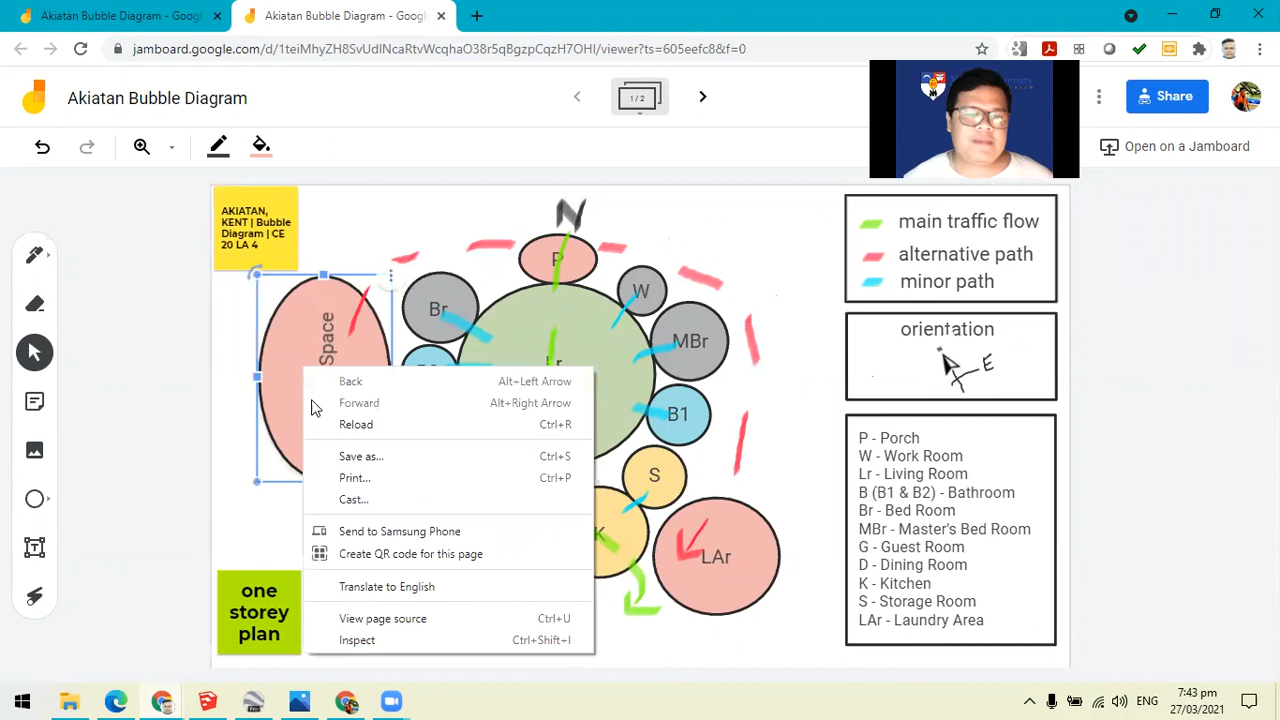 Akiatan Bubble Diagram - Googl
Akiatan Bubble Diagram - Googl
jamboard.google.com/d/1teiMhyZH8SvUdlNcaRtvWcqhaO38r5qBgzpCqzH7OHI/viewer?ts=605eefc8&f=0
Akiatan Bubble Diagram
1 / 2
Share
Open on a Jamboard
AKIATAN,
KENT | Bubble
Diagram | CE
20 LA 4
N
P
W
Br
MBr
Space
Lr
B1
S
K
LAr
one
storey
plan
Back Alt+Left Arrow
Forward Alt+Right Arrow
Reload Ctrl+R
Save as... Ctrl+S
Print... Ctrl+P
Cast...
Send to Samsung Phone
Create QR code for this page
Translate to English
View page source Ctrl+U
Inspect Ctrl+Shift+I
main traffic flow
alternative path
minor path
orientation
E
P - Porch
W - Work Room
Lr - Living Room
B (B1 & B2) - Bathroom
Br - Bed Room
MBr - Master's Bed Room
G - Guest Room
D - Dining Room
K - Kitchen
S - Storage Room
LAr - Laundry Area
ENG
7:43 pm
27/03/2021